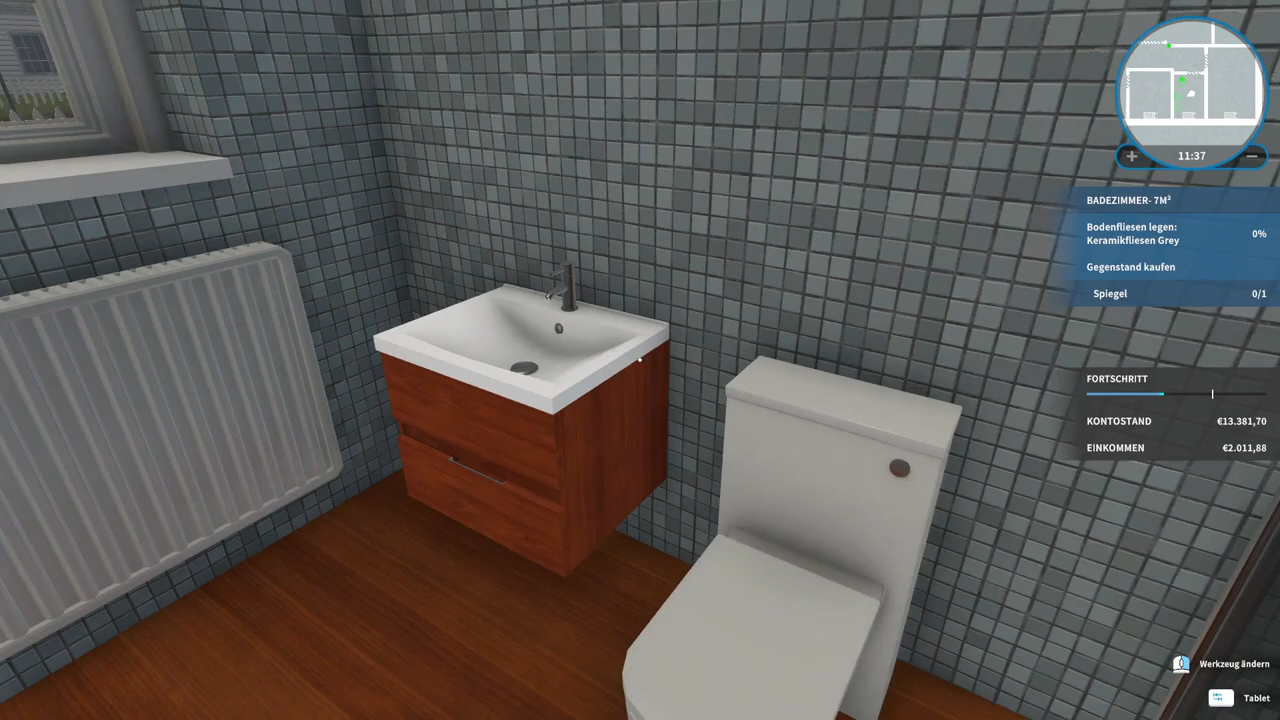 11:37
BADEZIMMER- 7M²
Bodenfliesen legen:
Keramikfliesen Grey
0%
Gegenstand kaufen
Spiegel 0/1
FORTSCHRITT
KONTOSTAND €13.381,70
EINKOMMEN €2.011,88
Werkzeug ändern
Tablet